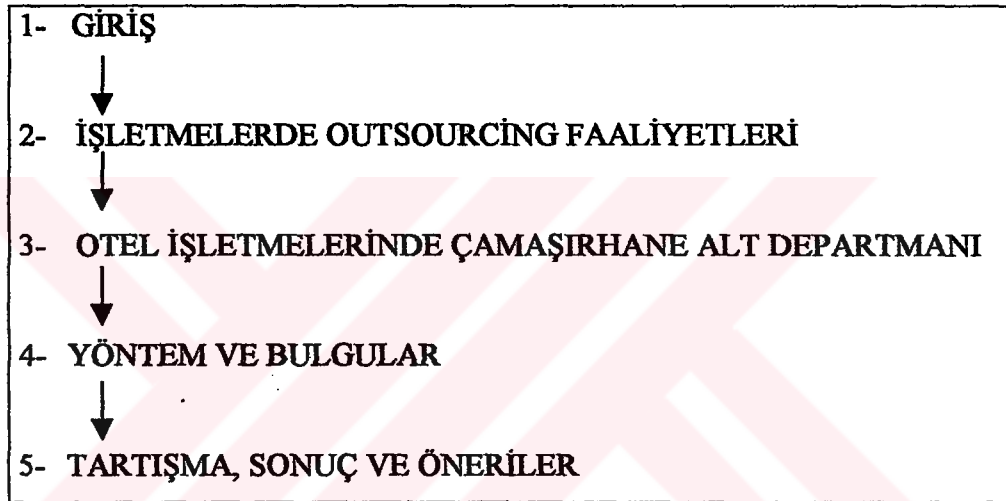 1- GİRİŞ
2- İŞLETMELERDE OUTSOURCİNG FAALİYETLERİ
3- OTEL İŞLETMELERİNDE ÇAMAŞIRHANE ALT DEPARTMANI
4- YÖNTEM VE BULGULAR
5- TARTIŞMA, SONUÇ VE ÖNERİLER